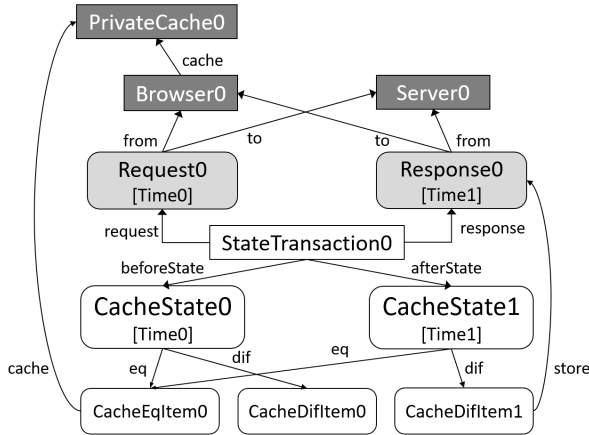 PrivateCache0
cache
Browser0
Server0
from
to
to
from
Request0
[Time0]
Response0
[Time1]
request
StateTransaction0
response
beforeState
afterState
CacheState0
[Time0]
CacheState1
[Time1]
cache
eq
dif
eq
dif
store
CacheEqItem0
CacheDifItem0
CacheDifItem1